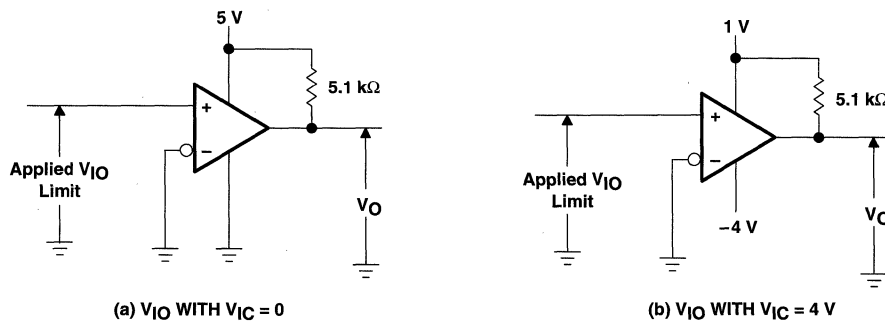 5 V
5.1 kΩ
+
−
Applied VIO
Limit
VO
(a) VIO WITH VIC = 0
1 V
5.1 kΩ
+
−
Applied VIO
Limit
−4 V
VO
(b) VIO WITH VIC = 4 V